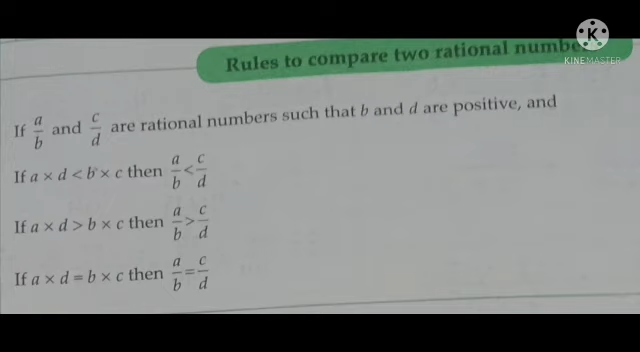 K
KINEMASTER
Rules to compare two rational numbe
If a/b and c/d are rational numbers such that b and d are positive, and
If a × d < b × c then a/b < c/d
If a × d > b × c then a/b > c/d
If a × d = b × c then a/b = c/d